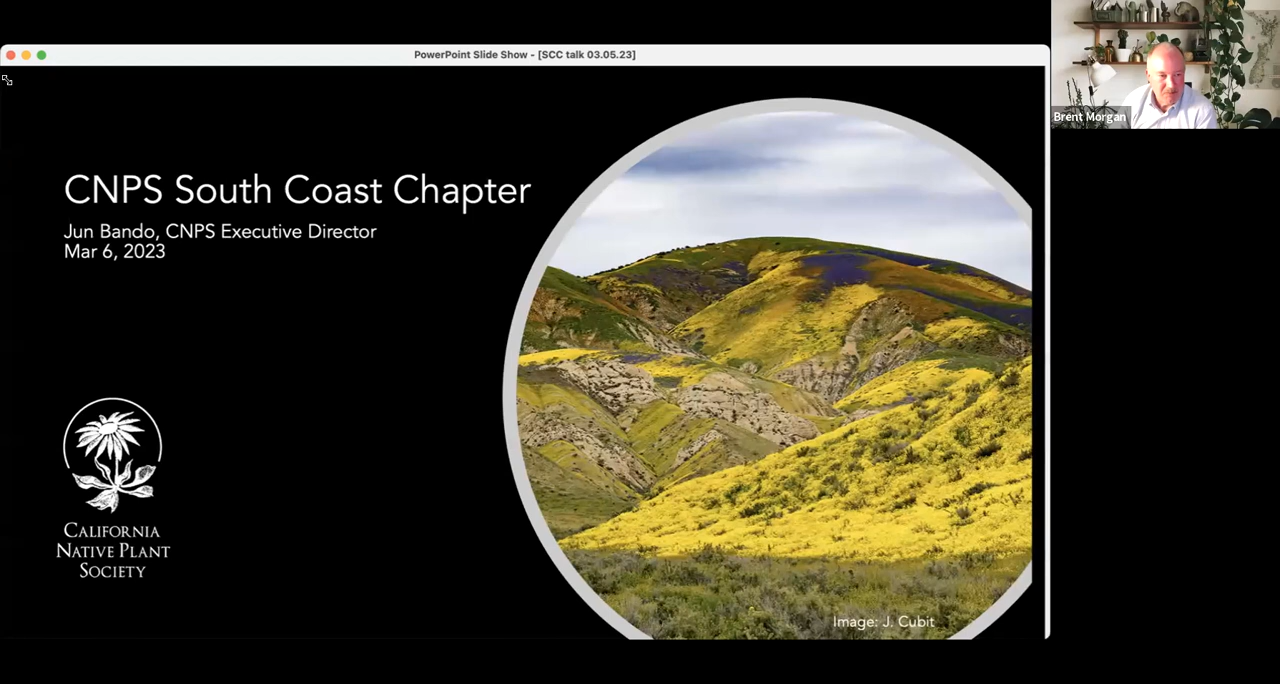 PowerPoint Slide Show - [SCC talk 03.05.23]
Brent Morgan
CNPS South Coast Chapter
Jun Bando, CNPS Executive Director
Mar 6, 2023
CALIFORNIA
NATIVE PLANT
SOCIETY
Image: J. Cubit